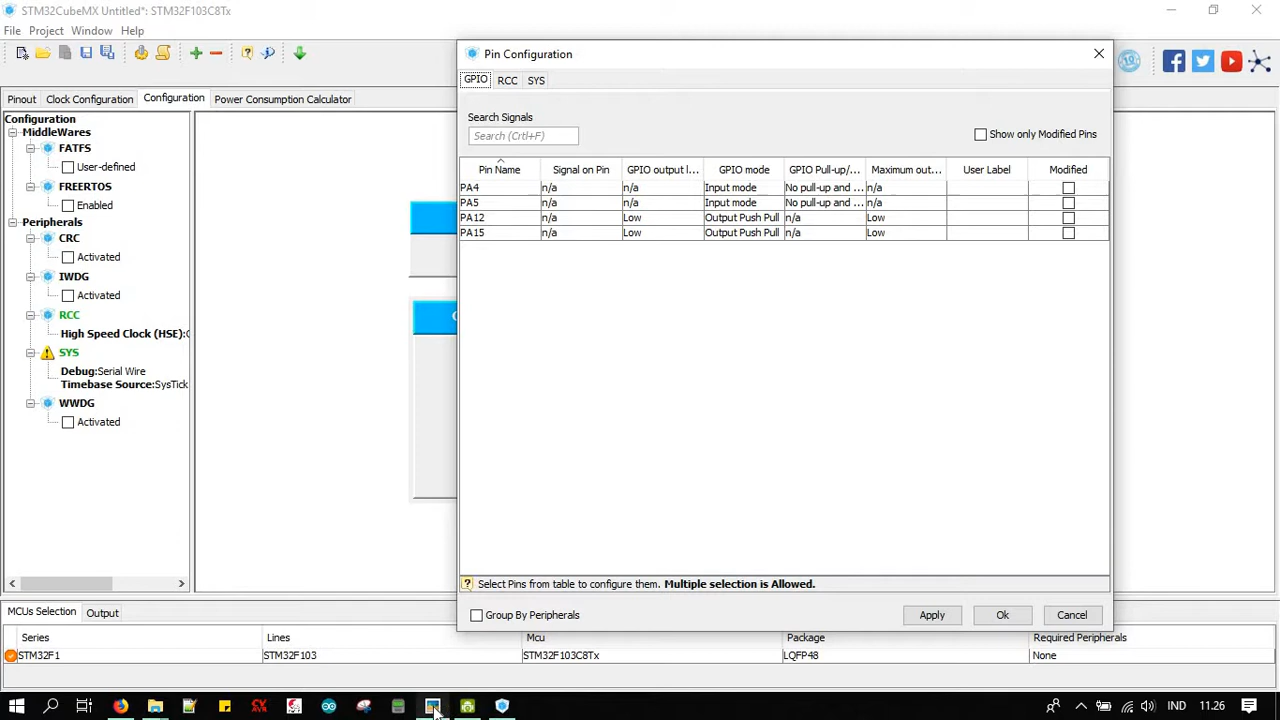 STM32CubeMX Untitled*: STM32F103C8Tx
File Project Window Help
Pinout Clock Configuration Configuration Power Consumption Calculator
Configuration
MiddleWares
FATFS
User-defined
FREERTOS
Enabled
Peripherals
CRC
Activated
IWDG
Activated
RCC
High Speed Clock (HSE):
SYS
Debug:Serial Wire
Timebase Source:SysTick
WWDG
Activated
Pin Configuration
GPIO RCC SYS
Search Signals
Search (Crtl+F)
Show only Modified Pins
Pin Name Signal on Pin GPIO output l... GPIO mode GPIO Pull-up/... Maximum out... User Label Modified
PA4 n/a n/a Input mode No pull-up and ... n/a
PA5 n/a n/a Input mode No pull-up and ... n/a
PA12 n/a Low Output Push Pull n/a Low
PA15 n/a Low Output Push Pull n/a Low
Select Pins from table to configure them. Multiple selection is Allowed.
Group By Peripherals
Apply Ok Cancel
MCUs Selection Output
Series Lines Mcu Package Required Peripherals
STM32F1 STM32F103 STM32F103C8Tx LQFP48 None
IND 11.26